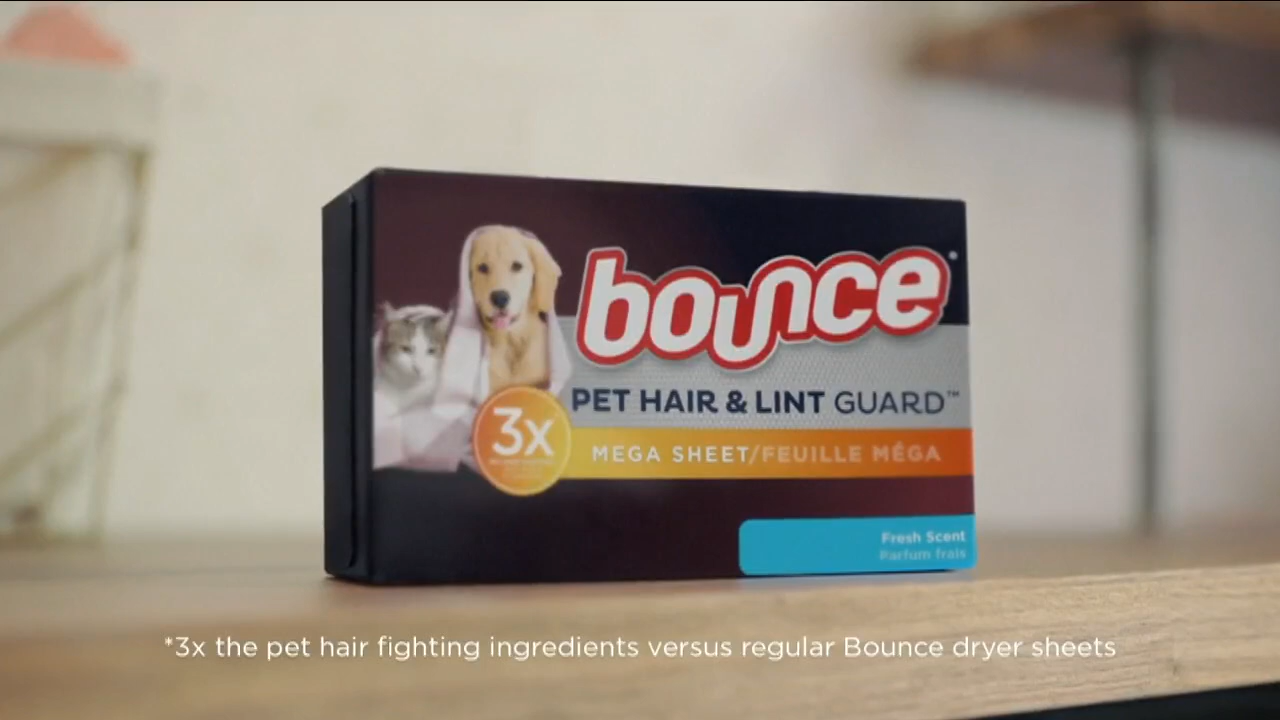 bounce
PET HAIR & LINT GUARD™
3x
MEGA SHEET/FEUILLE MÉGA
Fresh Scent
Parfum frais
*3x the pet hair fighting ingredients versus regular Bounce dryer sheets